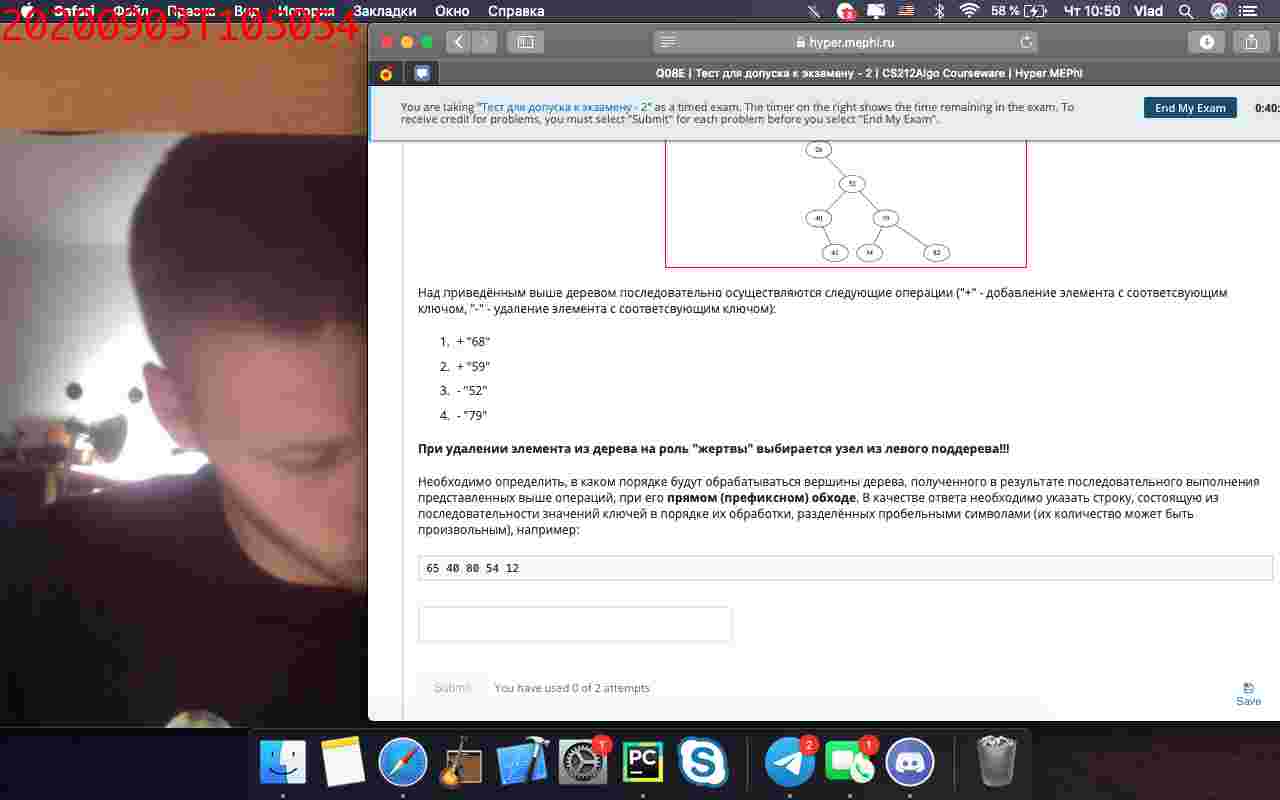 20200903T105054
Safari Файл Правка Вид История Закладки Окно Справка
58 % Чт 10:50 Vlad
hyper.mephi.ru
Q08E | Тест для допуска к экзамену - 2 | CS212Algo Courseware | Hyper.MEPhI
You are taking "Тест для допуска к экзамену - 2" as a timed exam. The timer on the right shows the time remaining in the exam. To
receive credit for problems, you must select "Submit" for each problem before you select "End My Exam".
End My Exam
0:40:
52
40
82
Над приведённым выше деревом последовательно осуществляются следующие операции ("+" - добавление элемента с соответсвующим
ключом, "-" - удаление элемента с соответсвующим ключом):
1. + "68"
2. + "59"
3. - "52"
4. - "79"
При удалении элемента из дерева на роль "жертвы" выбирается узел из левого поддерева!!!
Необходимо определить, в каком порядке будут обрабатываться вершины дерева, полученного в результате последовательного выполнения
представленных выше операций, при его прямом (префиксном) обходе. В качестве ответа необходимо указать строку, состоящую из
последовательности значений ключей в порядке их обработки, разделённых пробельными символами (их количество может быть
произвольным), например:
65 40 80 54 12
Submit You have used 0 of 2 attempts
Save
1
PC
2
1